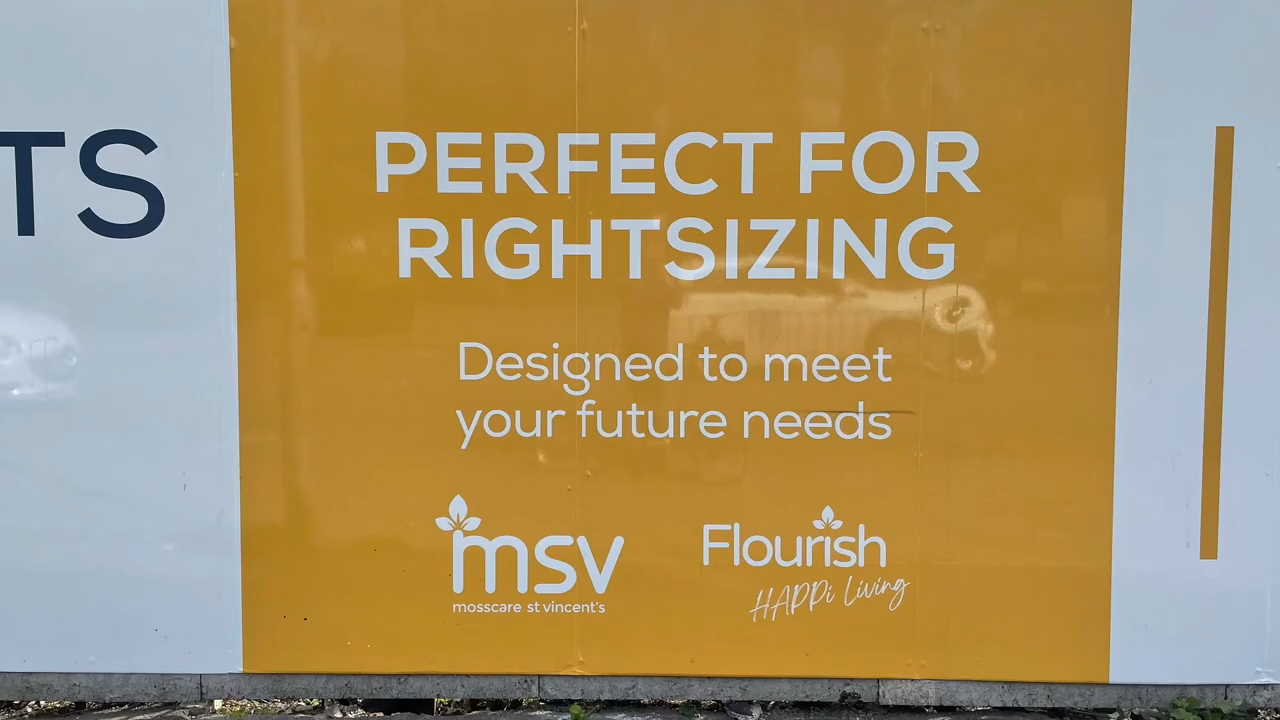 TS
PERFECT FOR
RIGHTSIZING
Designed to meet
your future needs
msv
mosscare st vincent's
Flourish
HAPPi Living